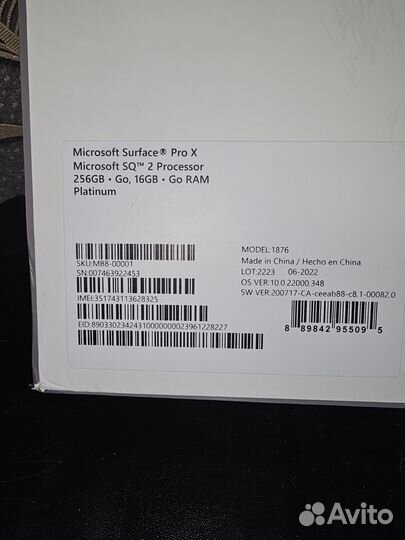 Microsoft Surface® Pro X
Microsoft SQ™ 2 Processor
256GB • Go, 16GB • Go RAM
Platinum
SKU:MB8-00001
SN:007463922453
IMEI:351743113628325
EID:89033023424310000000023961228227
MODEL:1876
Made in China / Hecho en China
LOT:2223 06-2022
OS VER:10.0.22000.348
SW VER:200717-CA-ceeab88-c8.1-00082.0
8 89842 95509 5
Avito